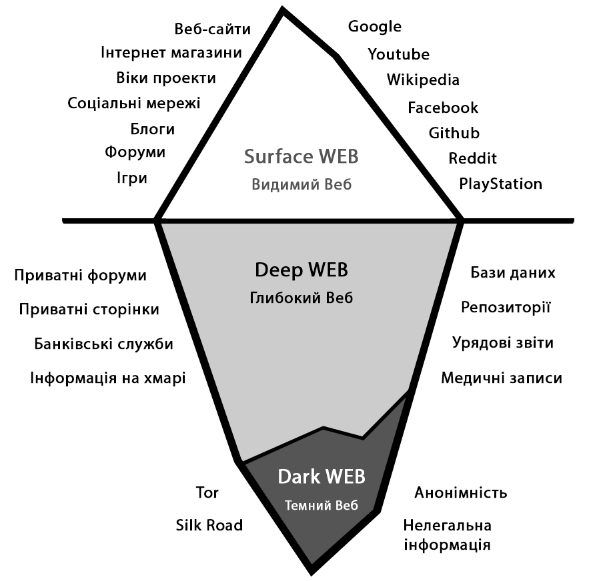 Веб-сайти
Інтернет магазини
Віки проекти
Соціальні мережі
Блоги
Форуми
Ігри
Google
Youtube
Wikipedia
Facebook
Github
Reddit
PlayStation
Surface WEB
Видимий Веб
Deep WEB
Глибокий Веб
Приватні форуми
Приватні сторінки
Банківські служби
Інформація на хмарі
Бази даних
Репозиторії
Урядові звіти
Медичні записи
Dark WEB
Темний Веб
Tor
Silk Road
Анонімність
Нелегальна
інформація